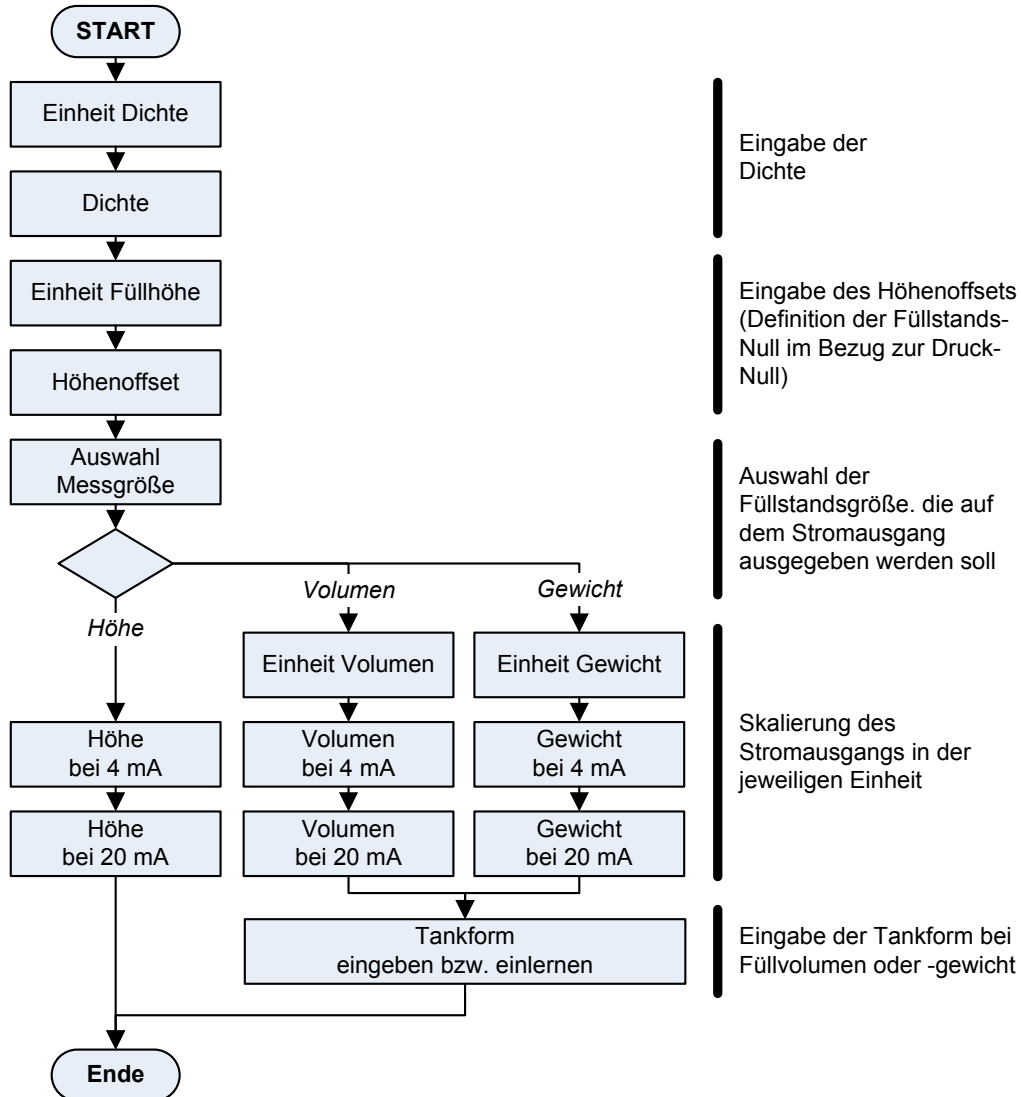 START
Einheit Dichte
Dichte
Eingabe der
Dichte
Einheit Füllhöhe
Höhenoffset
Eingabe des Höhenoffsets
(Definition der Füllstands-
Null im Bezug zur Druck-
Null)
Auswahl
Messgröße
Auswahl der
Füllstandsgröße. die auf
dem Stromausgang
ausgegeben werden soll
Höhe
Volumen
Gewicht
Einheit Volumen
Einheit Gewicht
Höhe
bei 4 mA
Volumen
bei 4 mA
Gewicht
bei 4 mA
Höhe
bei 20 mA
Volumen
bei 20 mA
Gewicht
bei 20 mA
Skalierung des
Stromausgangs in der
jeweiligen Einheit
Tankform
eingeben bzw. einlernen
Eingabe der Tankform bei
Füllvolumen oder -gewicht
Ende